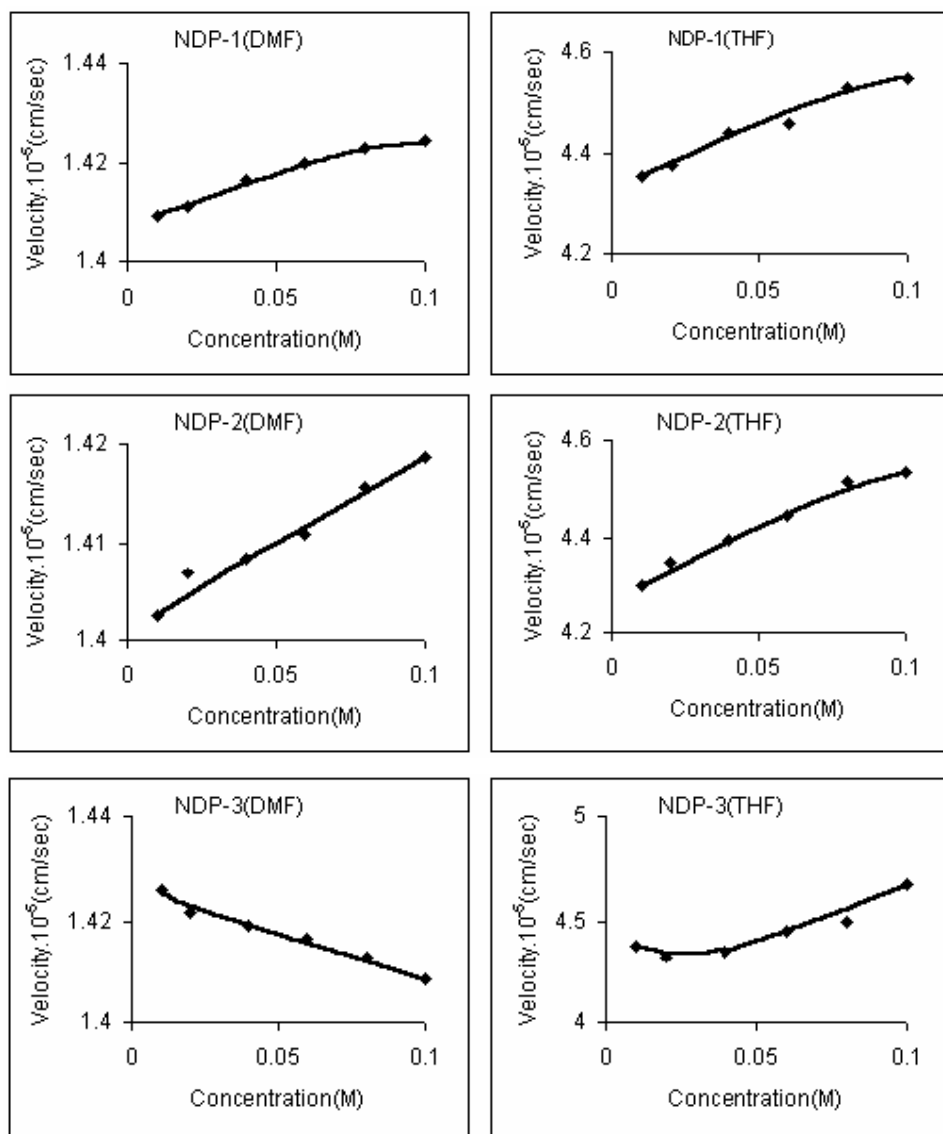 NDP-1(DMF)
Velocity.10⁻⁵(cm/sec)
1.44
1.42
1.4
0
0.05
0.1
Concentration(M)
NDP-1(THF)
Velocity.10⁻⁵(cm/sec)
4.6
4.4
4.2
0
0.05
0.1
Concentration(M)
NDP-2(DMF)
Velocity.10⁻⁵(cm/sec)
1.42
1.41
1.4
0
0.05
0.1
Concentration(M)
NDP-2(THF)
Velocity.10⁻⁵(cm/sec)
4.6
4.4
4.2
0
0.05
0.1
Concentration(M)
NDP-3(DMF)
Velocity.10⁻⁵(cm/sec)
1.44
1.42
1.4
0
0.05
0.1
Concentration(M)
NDP-3(THF)
Velocity.10⁻⁵(cm/sec)
5
4.5
4
0
0.05
0.1
Concentration(M)